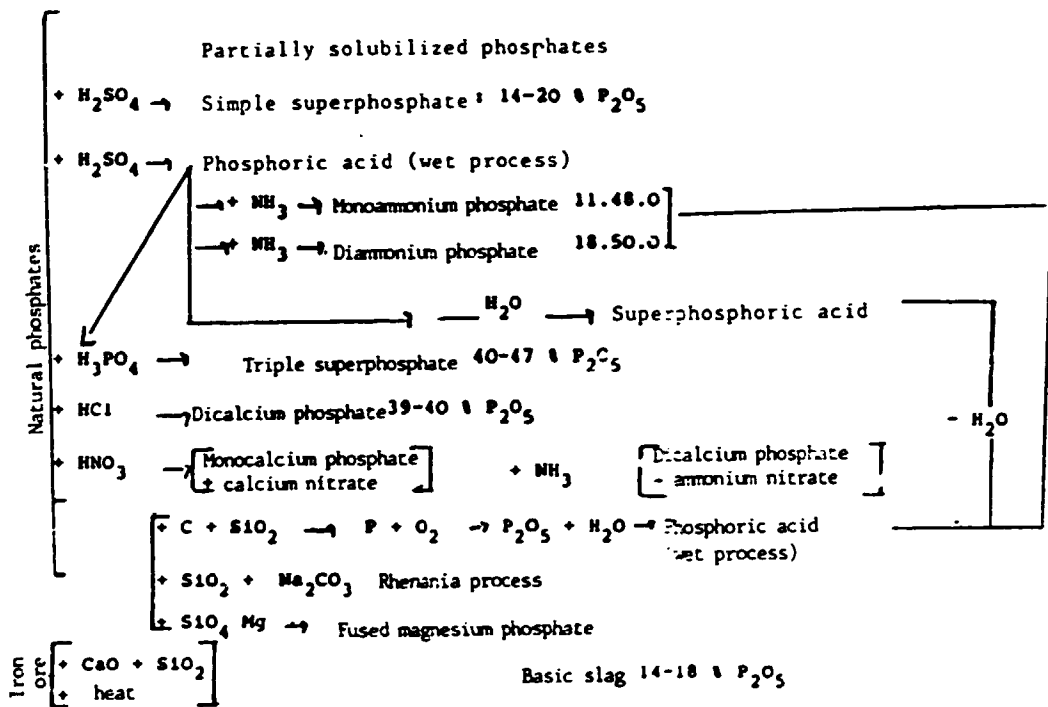 Partially solubilized phosphates
+ H2SO4 → Simple superphosphate : 14-20 % P2O5
+ H2SO4 → Phosphoric acid (wet process)
→ + NH3 → Monoammonium phosphate 11.48.0
→ + NH3 → Diammonium phosphate 18.50.0
H2O → Superphosphoric acid
Natural phosphates
+ H3PO4 → Triple superphosphate 40-47 % P2O5
+ HCl → Dicalcium phosphate 39-40 % P2O5
- H2O
+ HNO3 → [Monocalcium phosphate + calcium nitrate] + NH3 [Dicalcium phosphate - ammonium nitrate]
+ C + SiO2 → P + O2 → P2O5 + H2O → Phosphoric acid
(wet process)
+ SiO2 + Na2CO3 Rhenania process
+ SiO4 Mg → Fused magnesium phosphate
Iron ore
+ CaO + SiO2
+ heat
Basic slag 14-18 % P2O5